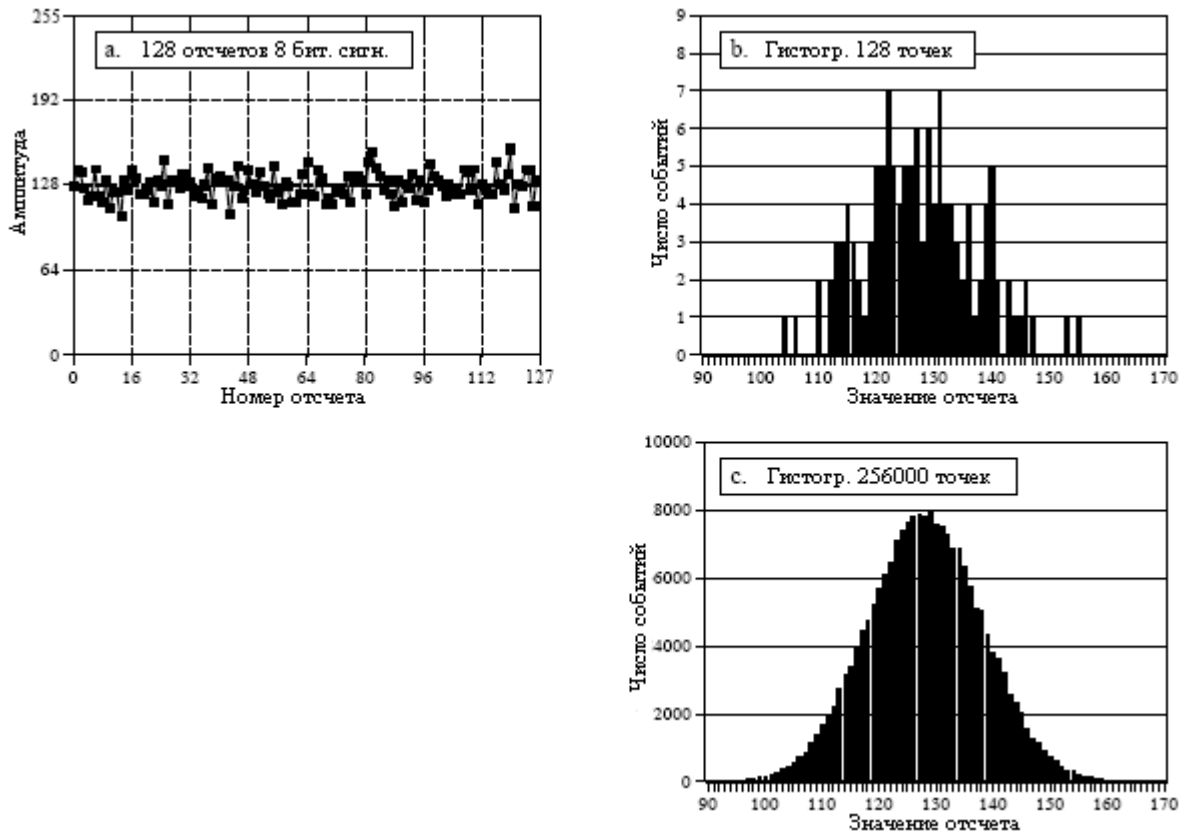 a. 128 отсчетов 8 бит. сигн.
255
192
128
64
0
Амплитуда
0 16 32 48 64 80 96 112 127
Номер отсчета
b. Гистогр. 128 точек
9
8
7
6
5
4
3
2
1
0
Число событий
90 100 110 120 130 140 150 160 170
Значение отсчета
c. Гистогр. 256000 точек
10000
8000
6000
4000
2000
0
Число событий
90 100 110 120 130 140 150 160 170
Значение отсчета